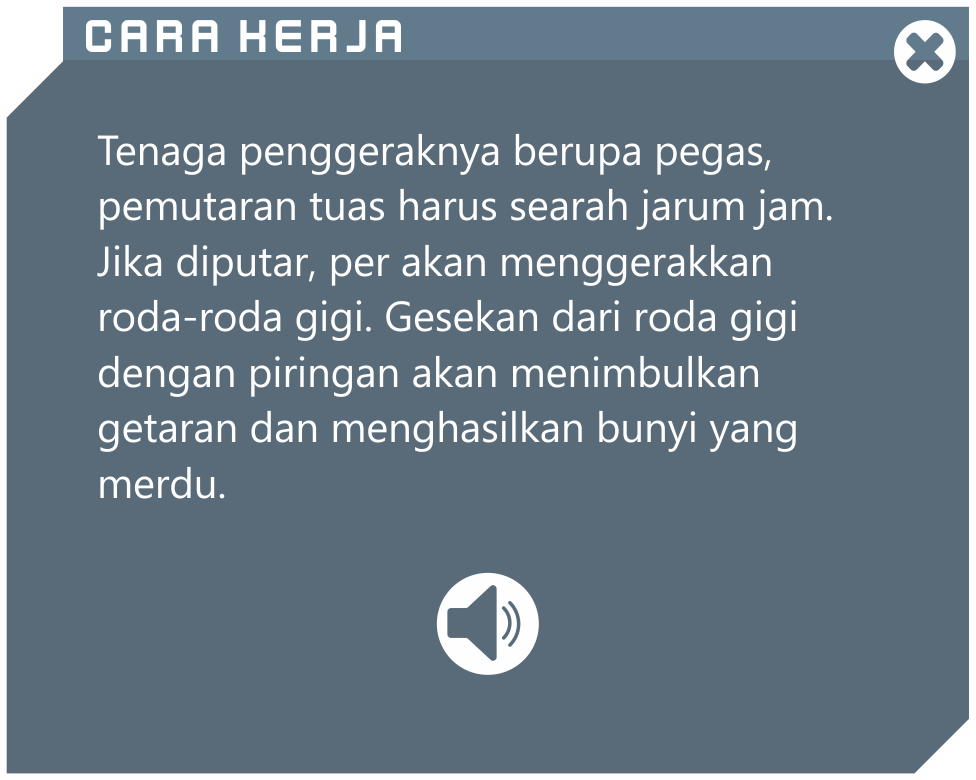 CARA KERJA
Tenaga penggeraknya berupa pegas,
pemutaran tuas harus searah jarum jam.
Jika diputar, per akan menggerakkan
roda-roda gigi. Gesekan dari roda gigi
dengan piringan akan menimbulkan
getaran dan menghasilkan bunyi yang
merdu.